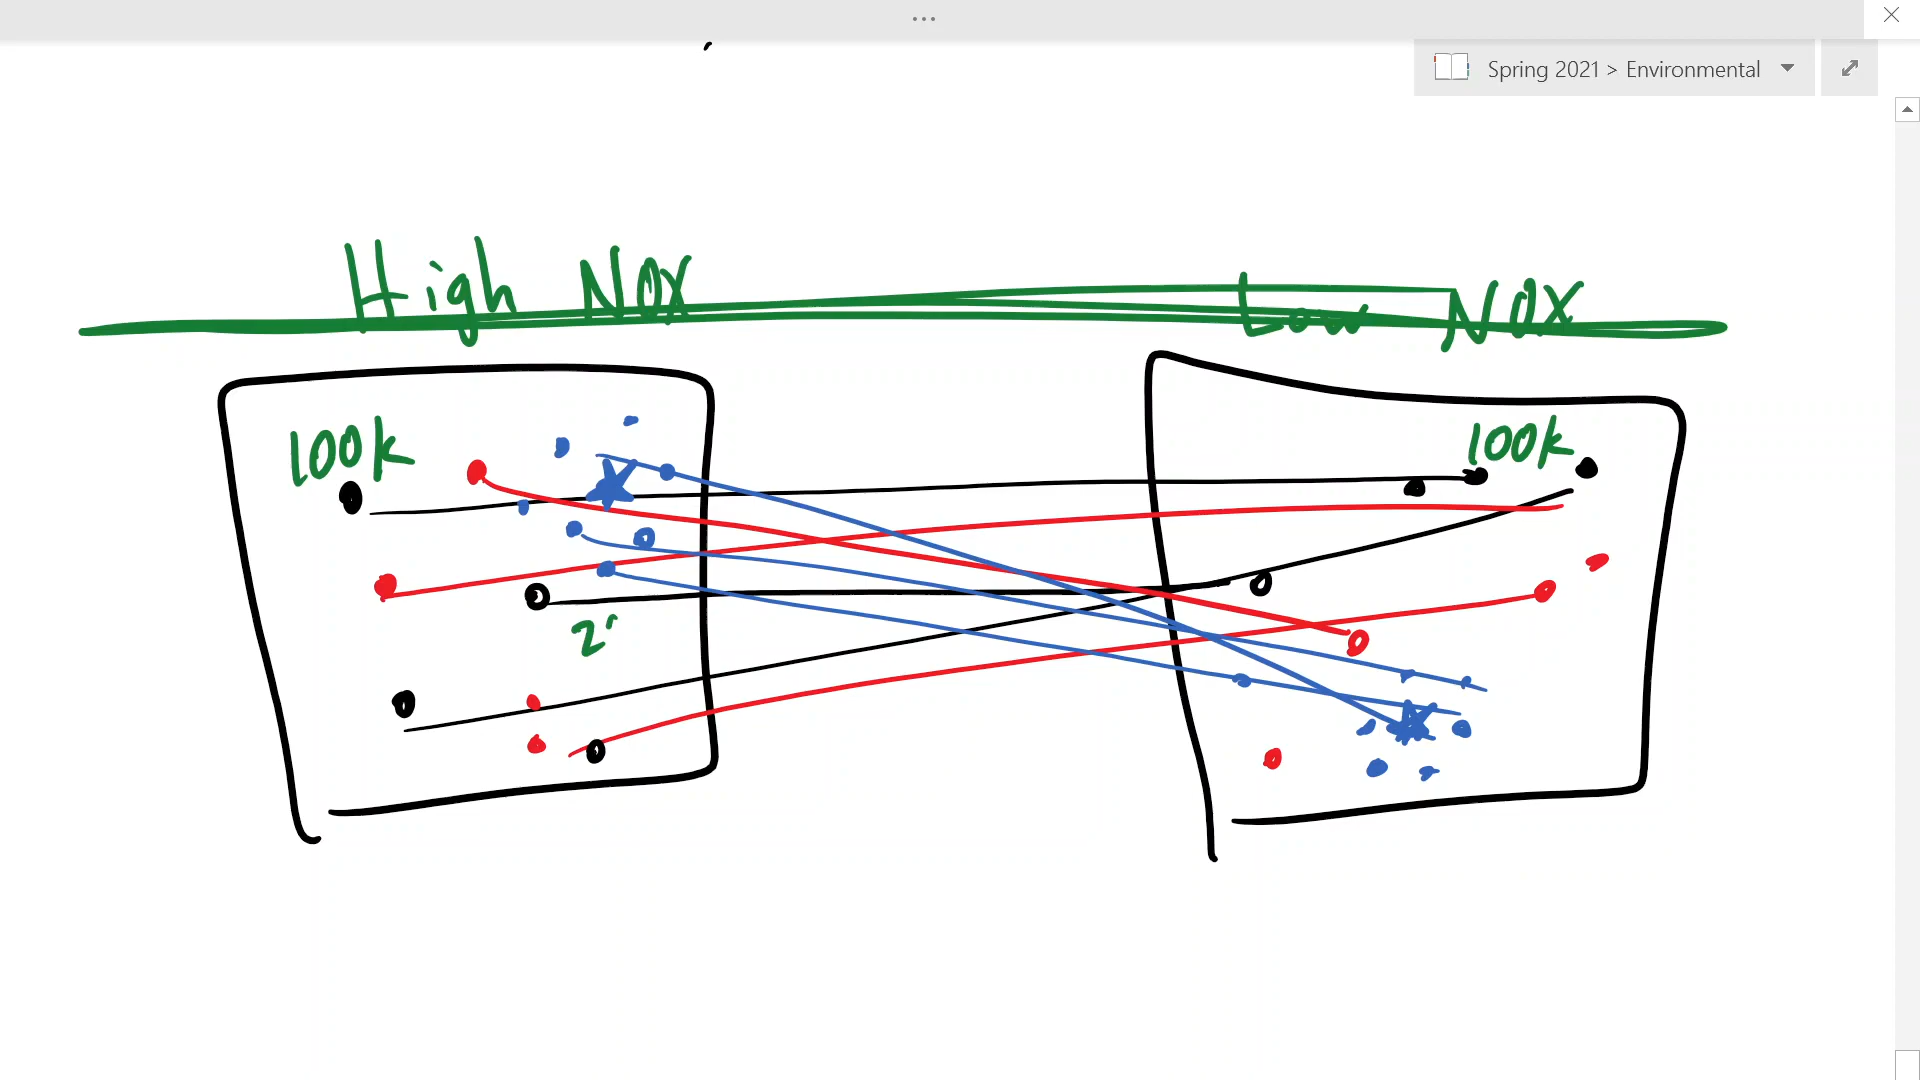 Spring 2021 > Environmental
High NOX
Low NOX
100k
100k
2